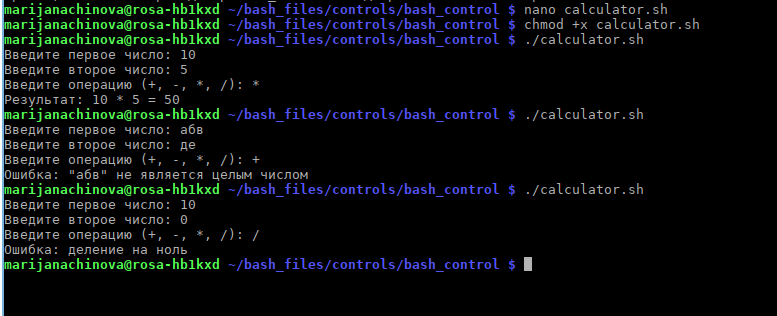 marijanachinova@rosa-hb1kxd ~/bash_files/controls/bash_control $ nano calculator.sh
marijanachinova@rosa-hb1kxd ~/bash_files/controls/bash_control $ chmod +x calculator.sh
marijanachinova@rosa-hb1kxd ~/bash_files/controls/bash_control $ ./calculator.sh
Введите первое число: 10
Введите второе число: 5
Введите операцию (+, -, *, /): *
Результат: 10 * 5 = 50
marijanachinova@rosa-hb1kxd ~/bash_files/controls/bash_control $ ./calculator.sh
Введите первое число: абв
Введите второе число: де
Введите операцию (+, -, *, /): +
Ошибка: "абв" не является целым числом
marijanachinova@rosa-hb1kxd ~/bash_files/controls/bash_control $ ./calculator.sh
Введите первое число: 10
Введите второе число: 0
Введите операцию (+, -, *, /): /
Ошибка: деление на ноль
marijanachinova@rosa-hb1kxd ~/bash_files/controls/bash_control $